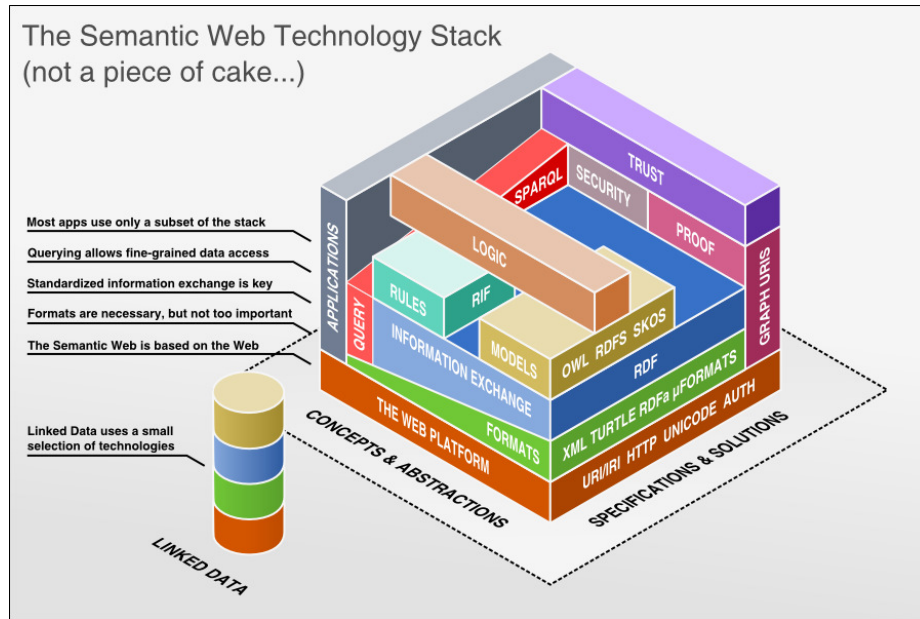 The Semantic Web Technology Stack
(not a piece of cake...)
Most apps use only a subset of the stack
Querying allows fine-grained data access
Standardized information exchange is key
Formats are necessary, but not too important
The Semantic Web is based on the Web
Linked Data uses a small
selection of technologies
LINKED DATA
APPLICATIONS
QUERY
RULES
RIF
LOGIC
SPARQL
SECURITY
TRUST
PROOF
GRAPH URIS
INFORMATION EXCHANGE
MODELS
OWL RDFS SKOS
RDF
FORMATS
XML TURTLE RDFa µFORMATS
THE WEB PLATFORM
URI/IRI HTTP UNICODE AUTH
CONCEPTS & ABSTRACTIONS
SPECIFICATIONS & SOLUTIONS